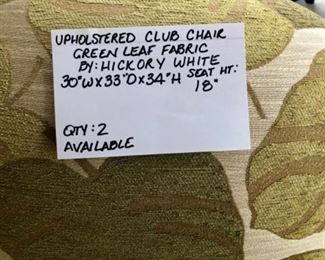 UPHOLSTERED CLUB CHAIR
GREEN LEAF FABRIC
BY: HICKORY WHITE
30"W X 33"D X 34"H SEAT HT:
18"
QTY: 2
AVAILABLE